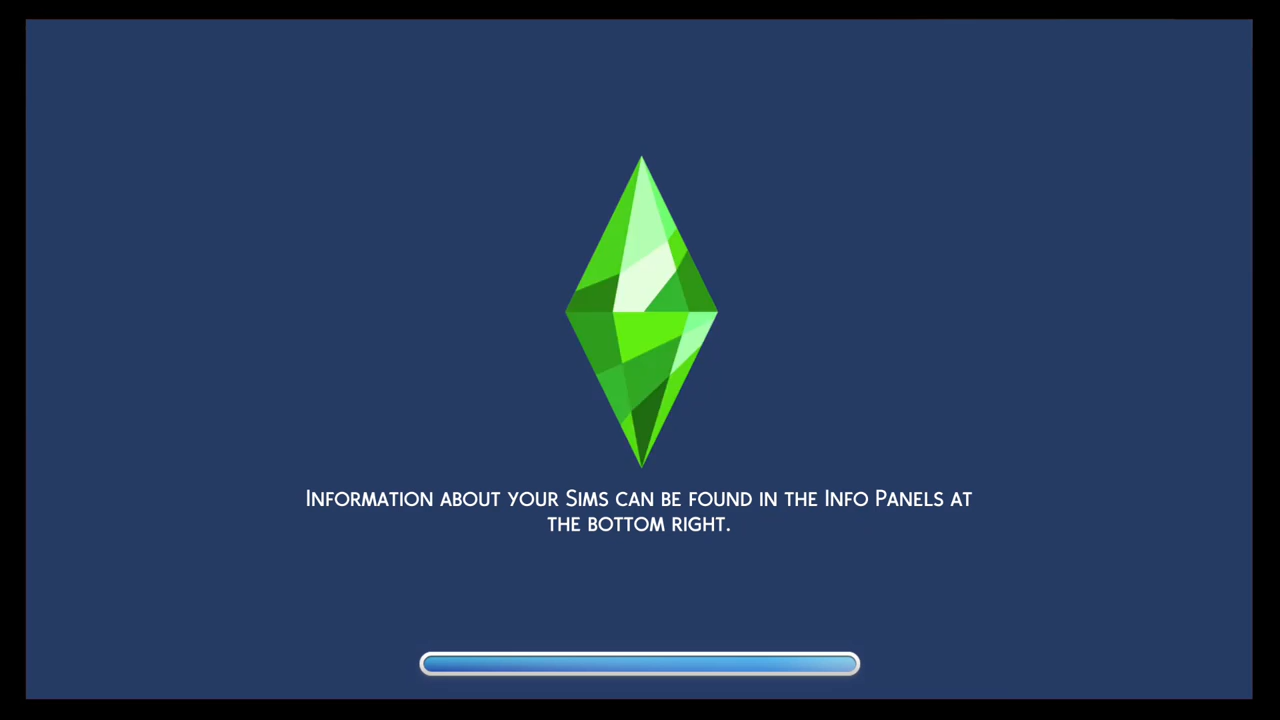 Information about your Sims can be found in the Info Panels at
the bottom right.